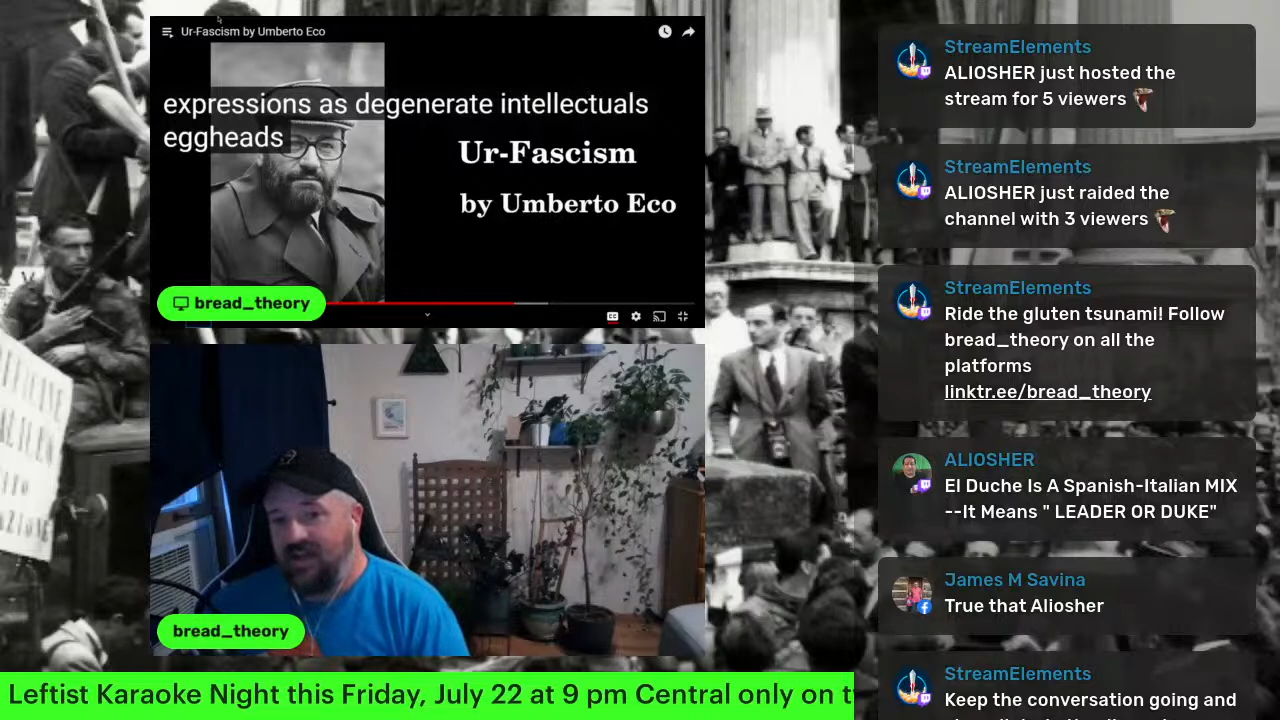 Ur-Fascism by Umberto Eco
expressions as degenerate intellectuals
eggheads
Ur-Fascism
by Umberto Eco
bread_theory
bread_theory
Leftist Karaoke Night this Friday, July 22 at 9 pm Central only on
StreamElements
ALIOSHER just hosted the
stream for 5 viewers
StreamElements
ALIOSHER just raided the
channel with 3 viewers
StreamElements
Ride the gluten tsunami! Follow
bread_theory on all the
platforms
linktr.ee/bread_theory
ALIOSHER
El Duche Is A Spanish-Italian MIX
--It Means " LEADER OR DUKE"
James M Savina
True that Aliosher
StreamElements
Keep the conversation going and